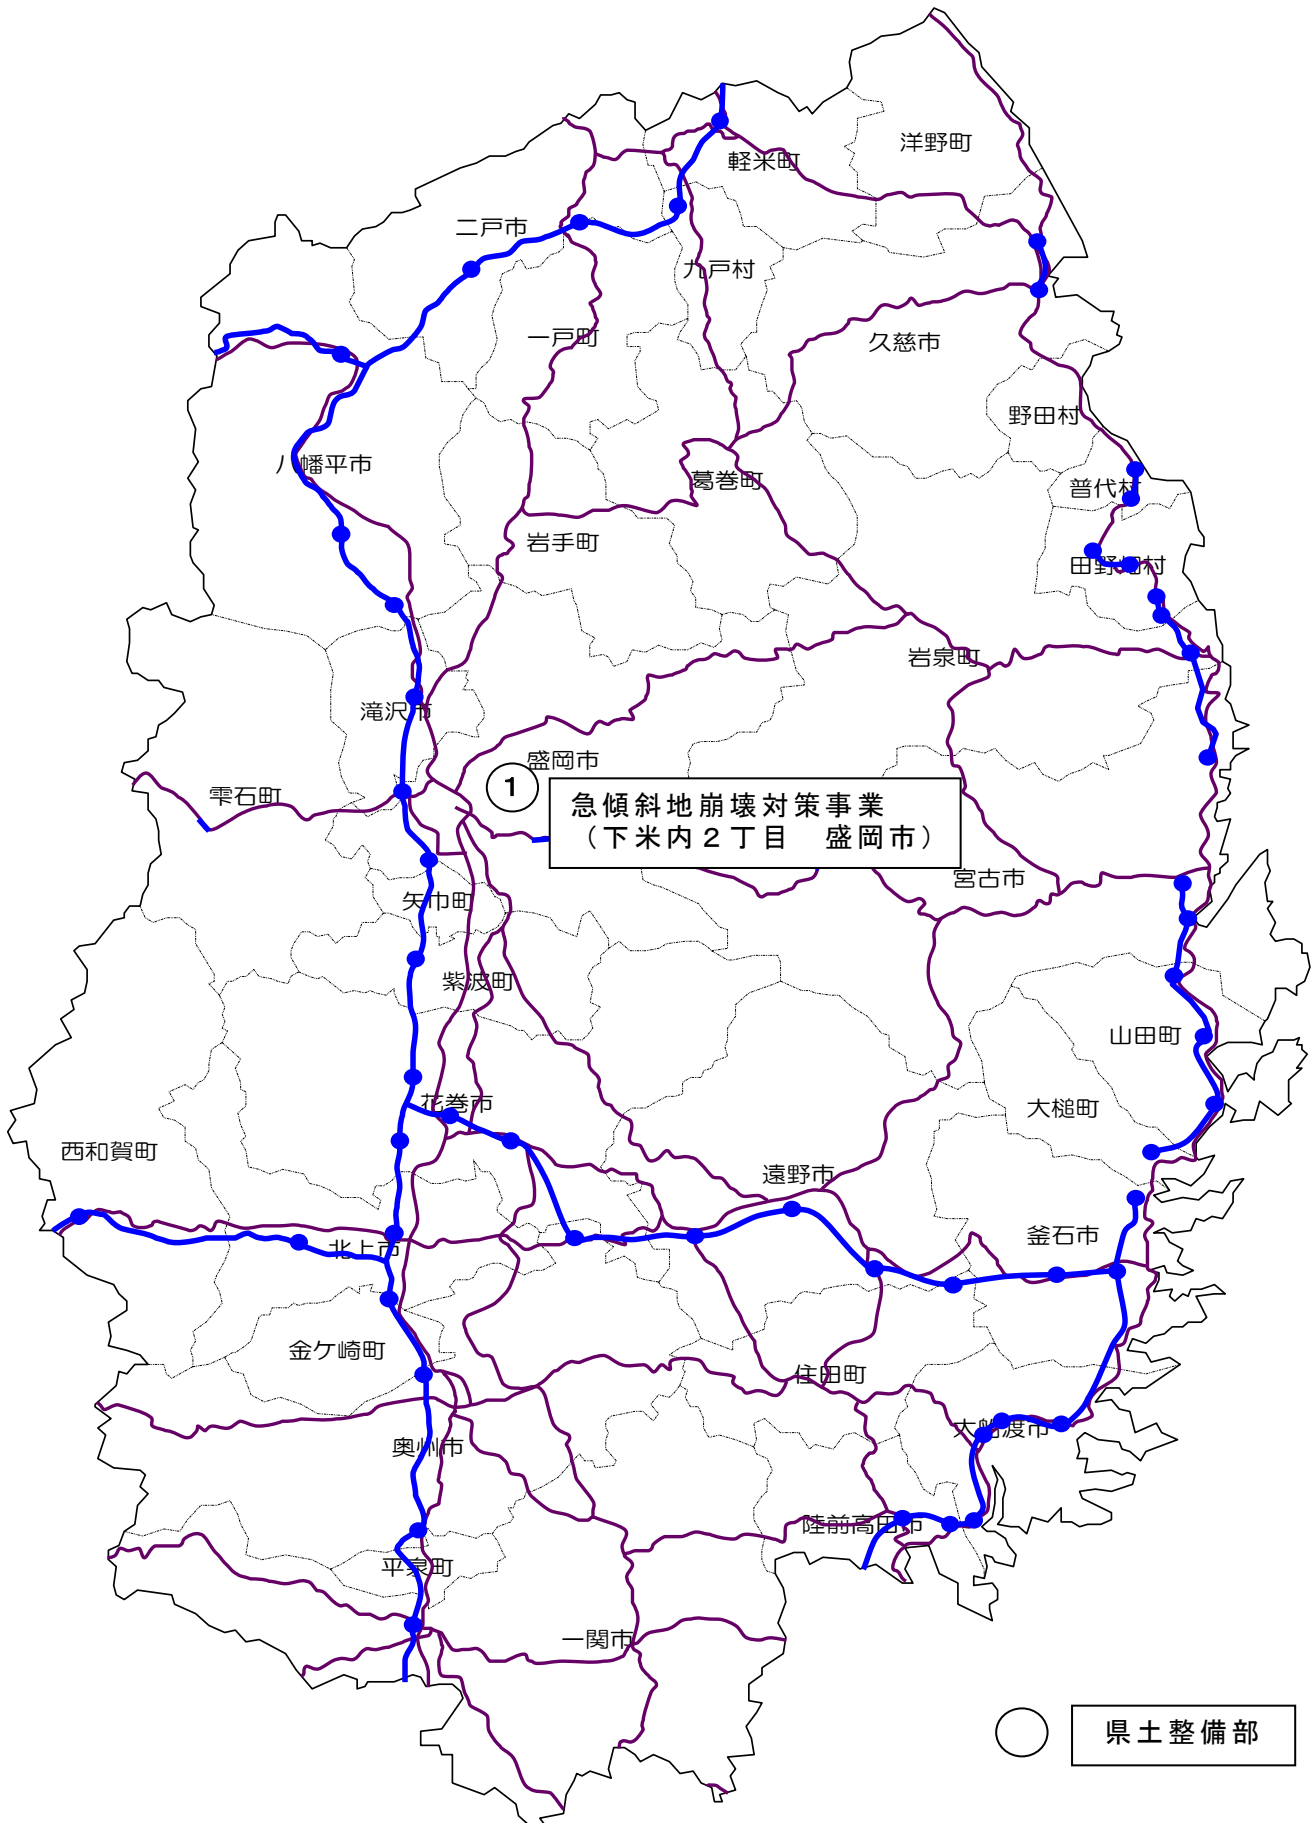 洋野町
軽米町
二戸市
九戸村
一戸町
久慈市
野田村
八幡平市
葛巻町
普代村
岩手町
田野畑村
岩泉町
滝沢市
盛岡市
雫石町
1
急傾斜地崩壊対策事業
（下米内２丁目　盛岡市）
宮古市
矢巾町
紫波町
山田町
花巻市
大槌町
西和賀町
遠野市
釜石市
北上市
金ケ崎町
住田町
大船渡市
奥州市
陸前高田市
平泉町
一関市
県土整備部